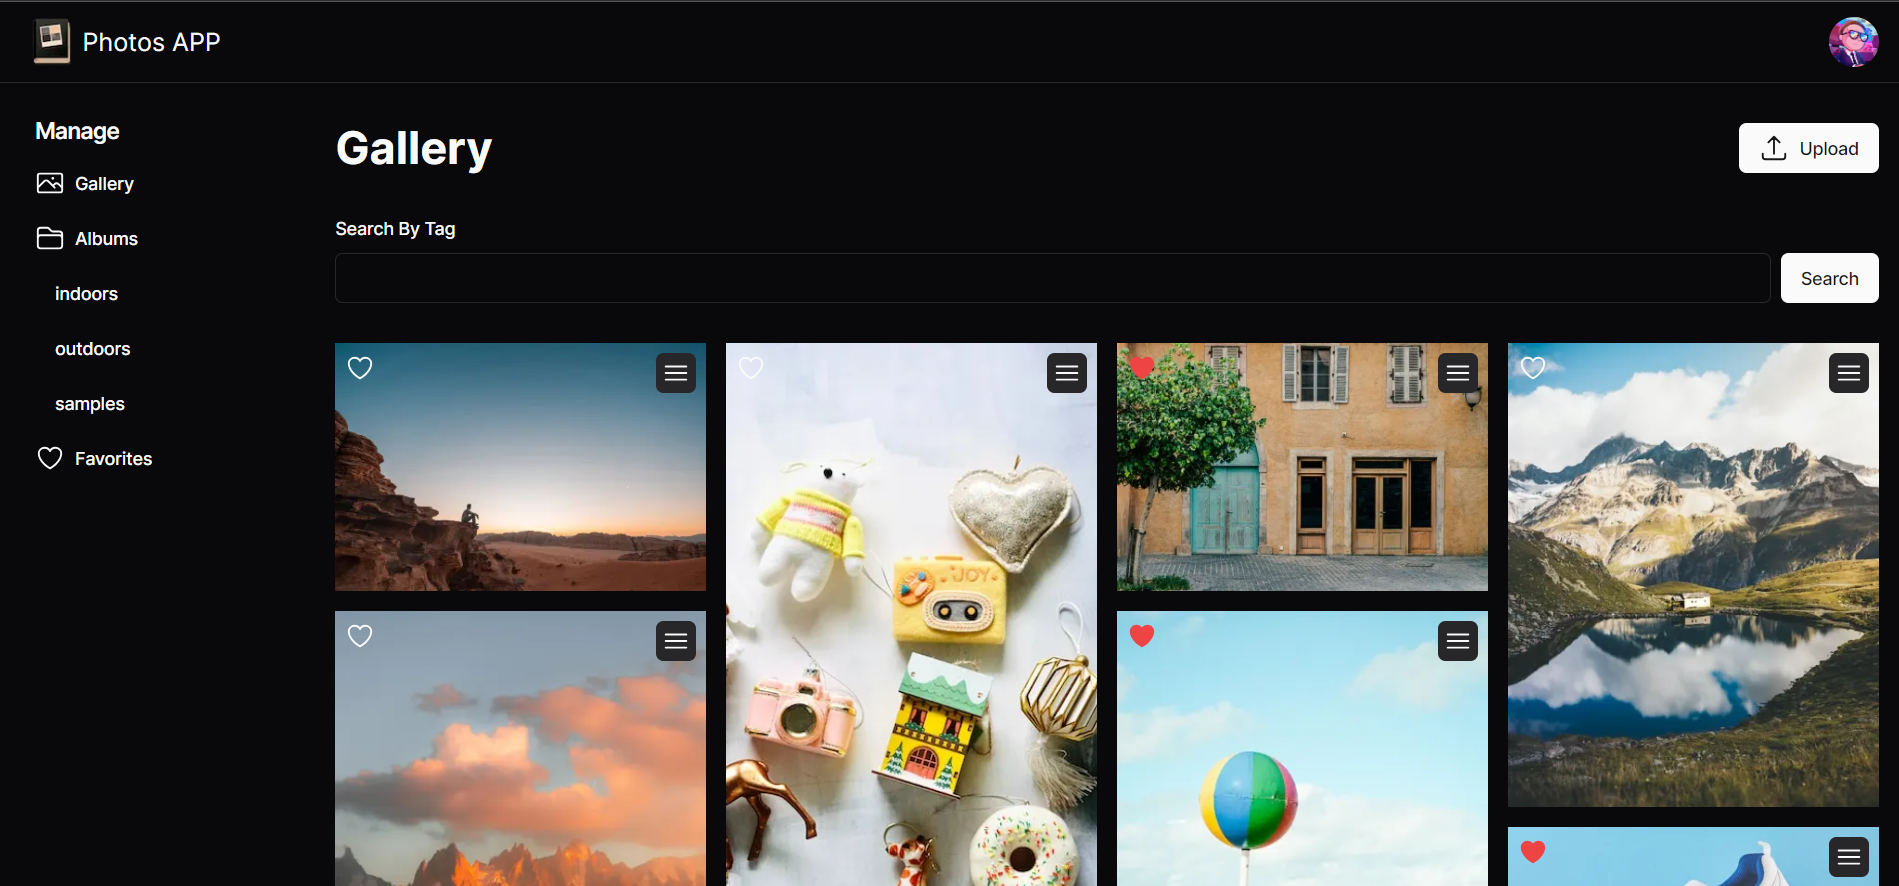 Photos APP
Manage
Gallery
Albums
indoors
outdoors
samples
Favorites
Gallery
Upload
Search By Tag
Search
JOY